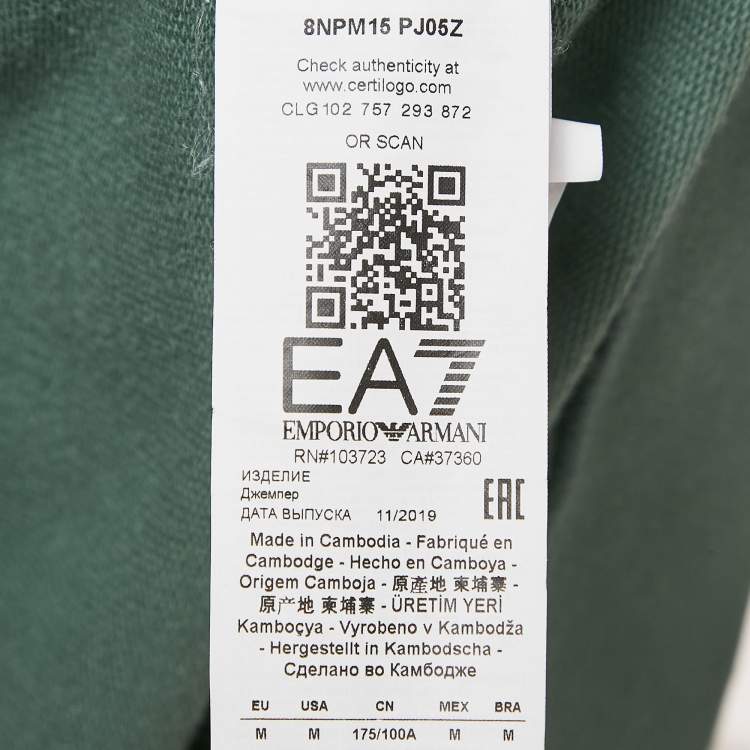 8NPM15 PJ05Z
Check authenticity at
www.certilogo.com
CLG102 757 293 872
OR SCAN
EA7
EMPORIO ARMANI
RN#103723 CA#37360
ИЗДЕЛИЕ
Джемпер
ДАТА ВЫПУСКА 11/2019
EAC
Made in Cambodia - Fabriqué en
Cambodge - Hecho en Camboya -
Origem Camboja - 原產地 柬埔寨 -
原产地 柬埔寨 - ÜRETİM YERİ
Kamboçya - Vyrobeno v Kambodža
- Hergestellt in Kambodscha -
Сделано во Камбодже
EU USA CN MEX BRA
M M 175/100A M M